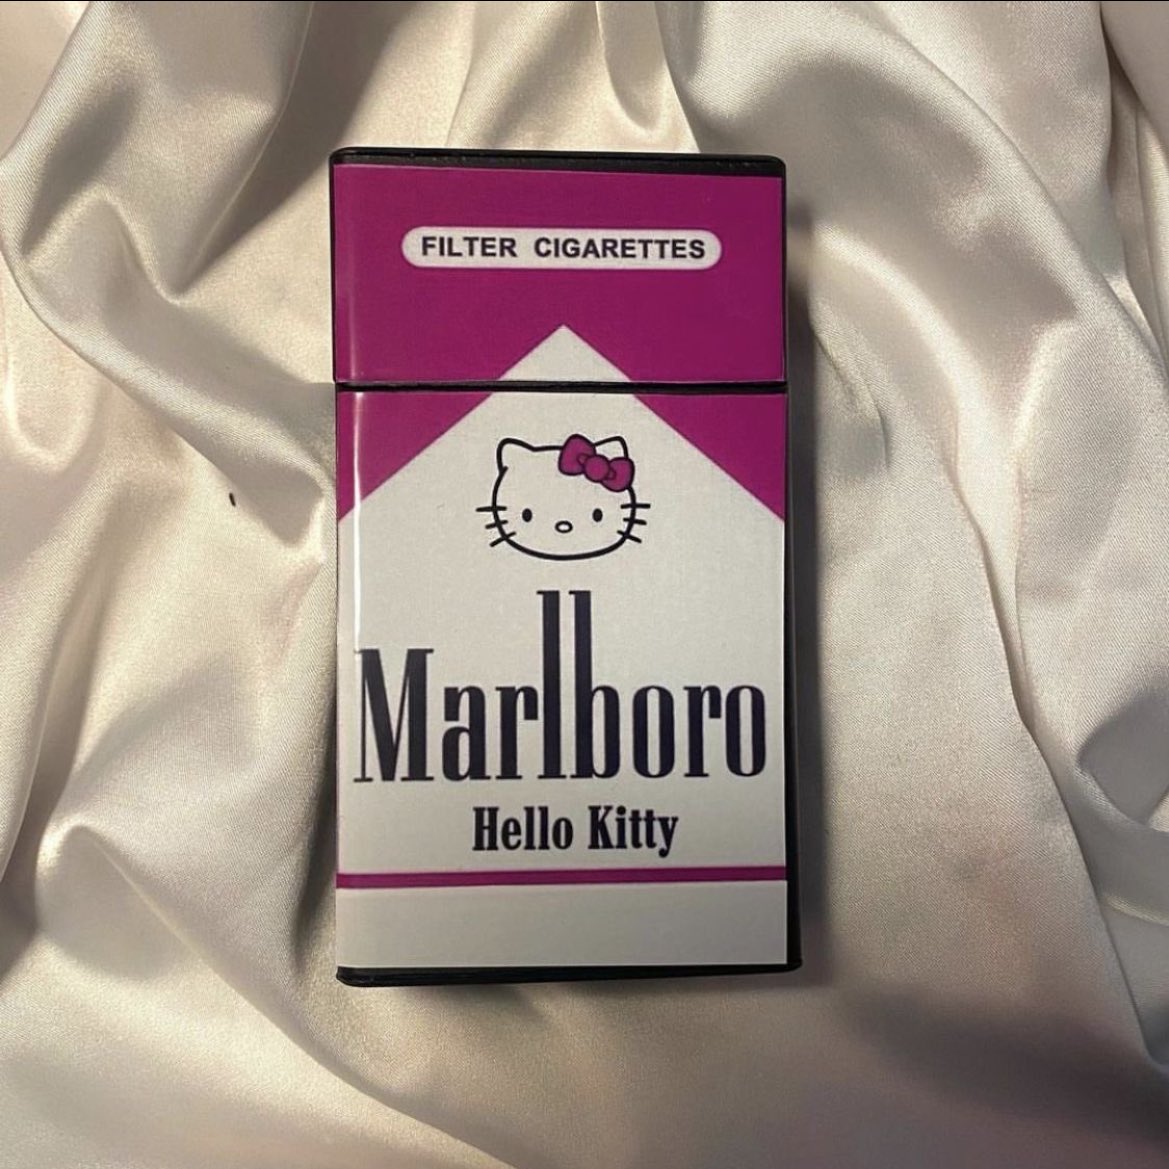 FILTER CIGARETTES
Marlboro
Hello Kitty